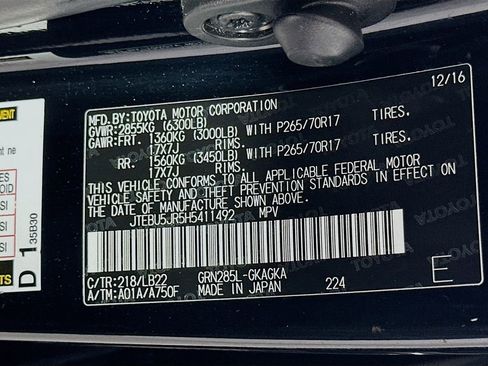 12/16
MFD.BY:TOYOTA MOTOR CORPORATION
GVWR:2855KG (6300LB)
GAWR:FRT. 1360KG (3000LB) WITH P265/70R17 TIRES.
17X7J RIMS.
RR. 1560KG (3450LB) WITH P265/70R17 TIRES.
17X7J RIMS.
THIS VEHICLE CONFORMS TO ALL APPLICABLE FEDERAL MOTOR
VEHICLE SAFETY AND THEFT PREVENTION STANDARDS IN EFFECT ON
THE DATE OF MANUFACTURE SHOWN ABOVE.
JTEBU5JR5H5411492 MPV
C/TR:218/LB22 GRN285L-GKAGKA
A/TM:A01A/A750F MADE IN JAPAN 224
E
D 1 35B30